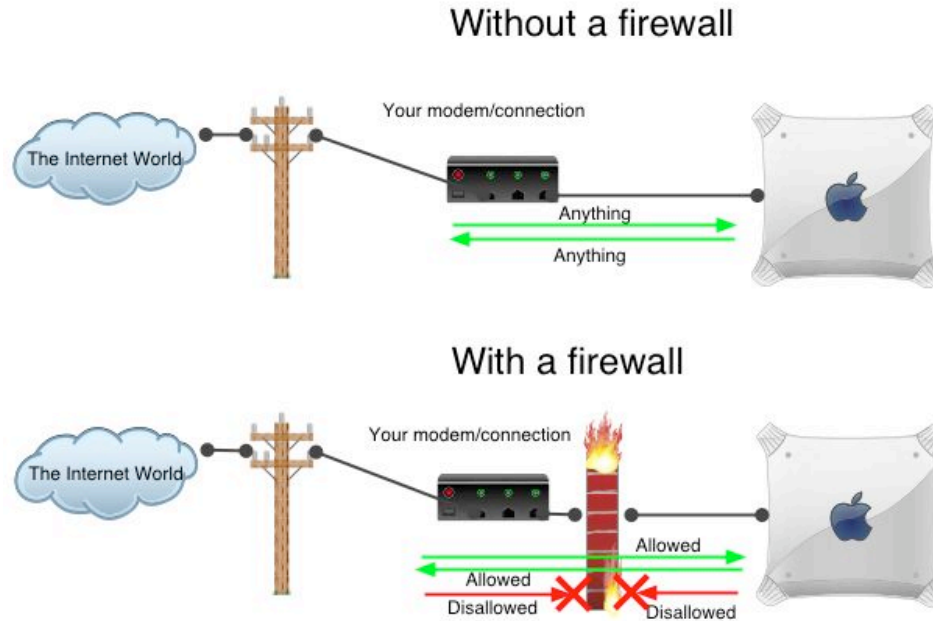 Without a firewall
Your modem/connection
The Internet World
Anything
Anything
With a firewall
Your modem/connection
The Internet World
Allowed
Allowed
Disallowed
Disallowed